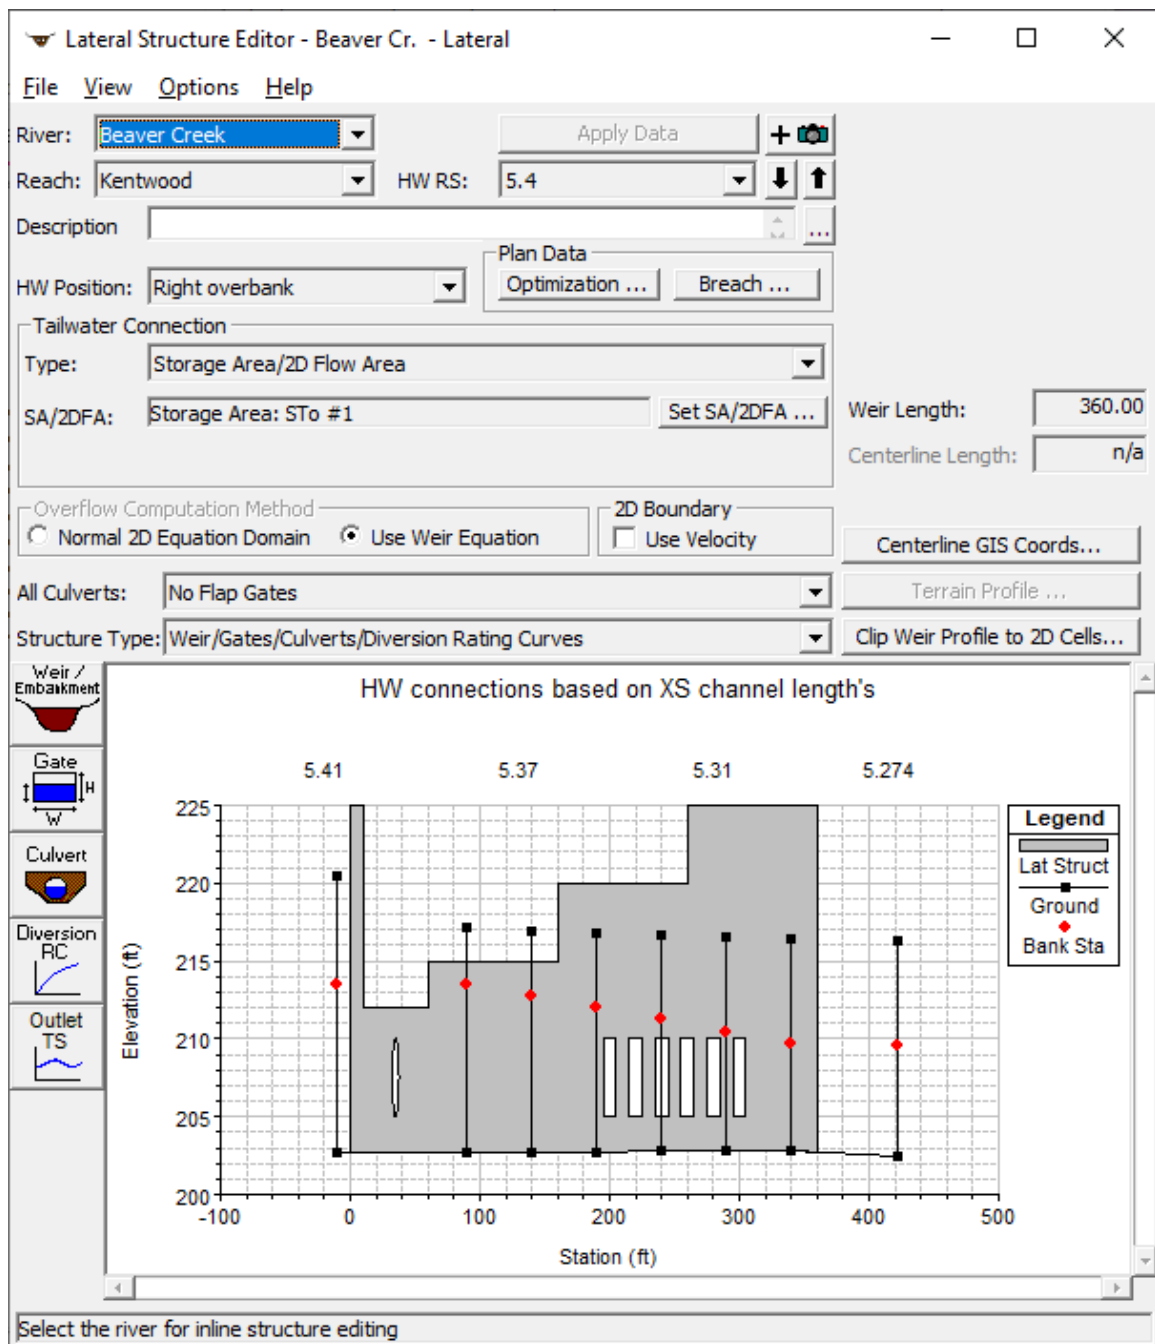 Lateral Structure Editor - Beaver Cr.  - Lateral
File View Options Help
River: Beaver Creek Apply Data +
Reach: Kentwood HW RS: 5.4
Description ...
Plan Data
HW Position: Right overbank Optimization ... Breach ...
Tailwater Connection
Type: Storage Area/2D Flow Area
SA/2DFA: Storage Area: STo #1 Set SA/2DFA ... Weir Length: 360.00
Centerline Length: n/a
Overflow Computation Method 2D Boundary
Normal 2D Equation Domain Use Weir Equation Use Velocity Centerline GIS Coords...
All Culverts: No Flap Gates Terrain Profile ...
Structure Type: Weir/Gates/Culverts/Diversion Rating Curves Clip Weir Profile to 2D Cells...
Weir /
Embankment
Gate
H
W
Culvert
Diversion
RC
Outlet
TS
HW connections based on XS channel length's
5.41 5.37 5.31 5.274
225
220
215
210
205
200
Elevation (ft)
-100 0 100 200 300 400 500
Station (ft)
Legend
Lat Struct
Ground
Bank Sta
Select the river for inline structure editing